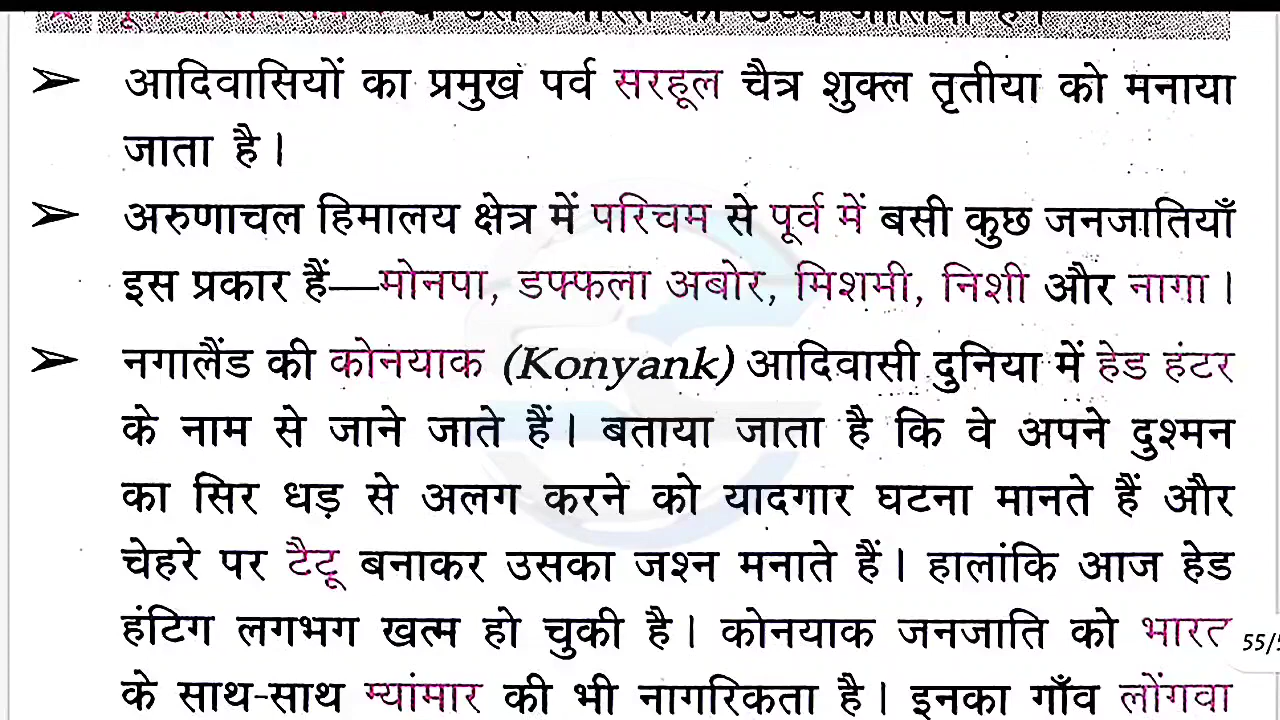 आदिवासियों का प्रमुख पर्व सरहूल चैत्र शुक्ल तृतीया को मनाया
जाता है।
अरुणाचल हिमालय क्षेत्र में पश्चिम से पूर्व में बसी कुछ जनजातियाँ
इस प्रकार हैं—मोनपा, डफ्फला अबोर, मिशमी, निशी और नागा।
नगालैंड की कोनयाक (Konyank) आदिवासी दुनिया में हेड हंटर
के नाम से जाने जाते हैं। बताया जाता है कि वे अपने दुश्मन
का सिर धड़ से अलग करने को यादगार घटना मानते हैं और
चेहरे पर टैटू बनाकर उसका जश्न मनाते हैं। हालांकि आज हेड
हंटिग लगभग खत्म हो चुकी है। कोनयाक जनजाति को भारत
के साथ-साथ म्यांमार की भी नागरिकता है। इनका गाँव लोंगवा